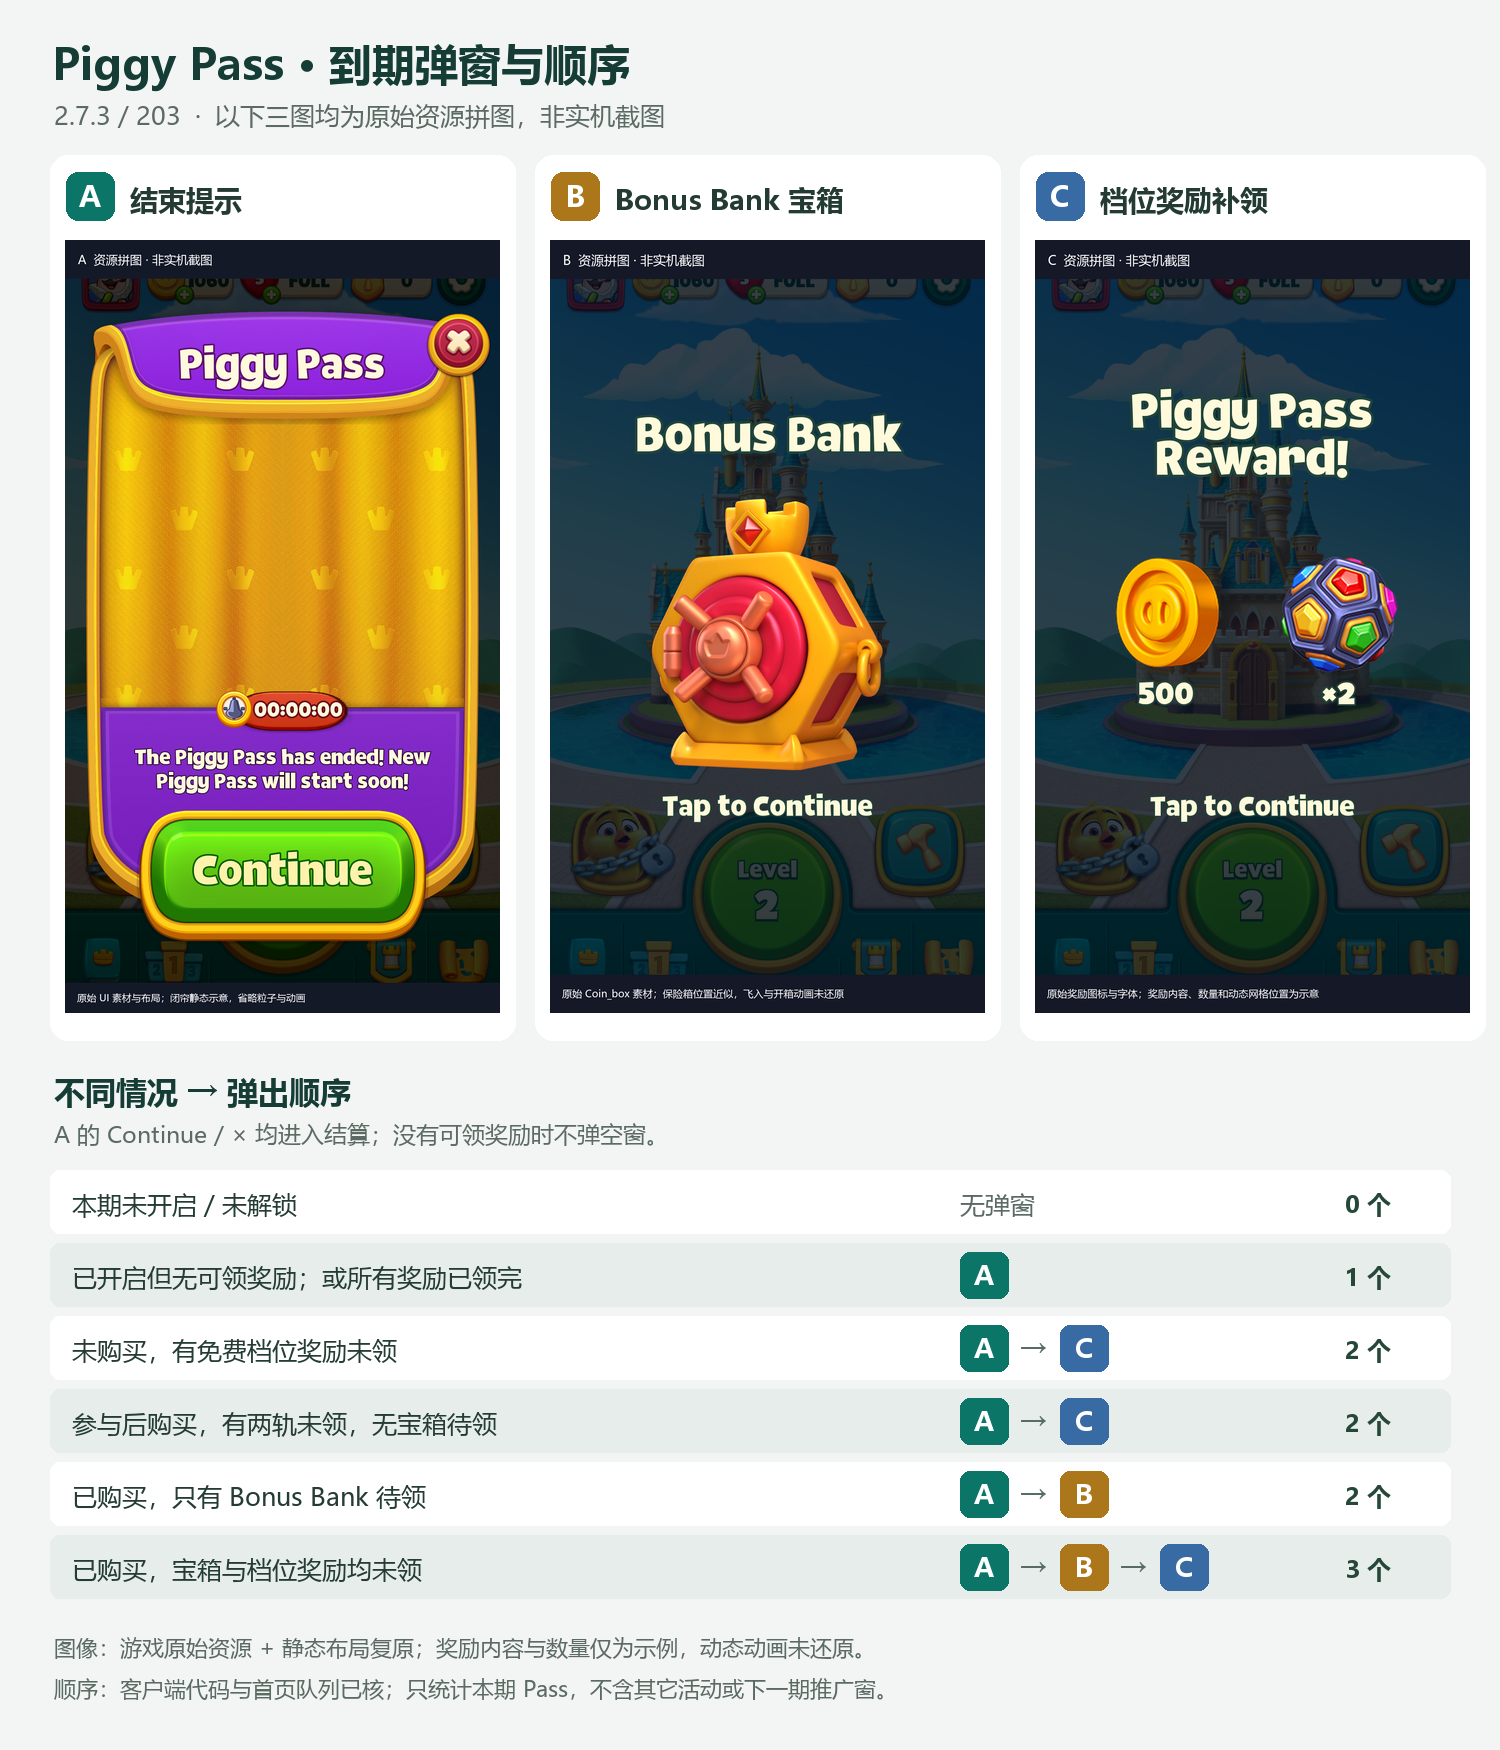 Piggy Pass • 到期弹窗与顺序
2.7.3 / 203 · 以下三图均为原始资源拼图，非实机截图
A 结束提示
A 资源拼图 · 非实机截图
1060
FULL
0
Piggy Pass
00:00:00
The Piggy Pass has ended! New
Piggy Pass will start soon!
Continue
1
原始 UI 素材与布局；闭帘静态示意，省略粒子与动画
B Bonus Bank 宝箱
B 资源拼图 · 非实机截图
1060
FULL
0
Bonus Bank
Tap to Continue
Level
2
1
原始 Coin_box 素材；保险箱位置近似，飞入与开箱动画未还原
C 档位奖励补领
C 资源拼图 · 非实机截图
1060
FULL
0
Piggy Pass
Reward!
500 ×2
Tap to Continue
Level
2
1
原始奖励图标与字体；奖励内容、数量和动态网格位置为示意
不同情况 → 弹出顺序
A 的 Continue / × 均进入结算；没有可领奖励时不弹空窗。
本期未开启 / 未解锁 无弹窗 0 个
已开启但无可领奖励；或所有奖励已领完 A 1 个
未购买，有免费档位奖励未领 A → C 2 个
参与后购买，有两轨未领，无宝箱待领 A → C 2 个
已购买，只有 Bonus Bank 待领 A → B 2 个
已购买，宝箱与档位奖励均未领 A → B → C 3 个
图像：游戏原始资源 + 静态布局复原；奖励内容与数量仅为示例，动态动画未还原。
顺序：客户端代码与首页队列已核；只统计本期 Pass，不含其它活动或下一期推广窗。